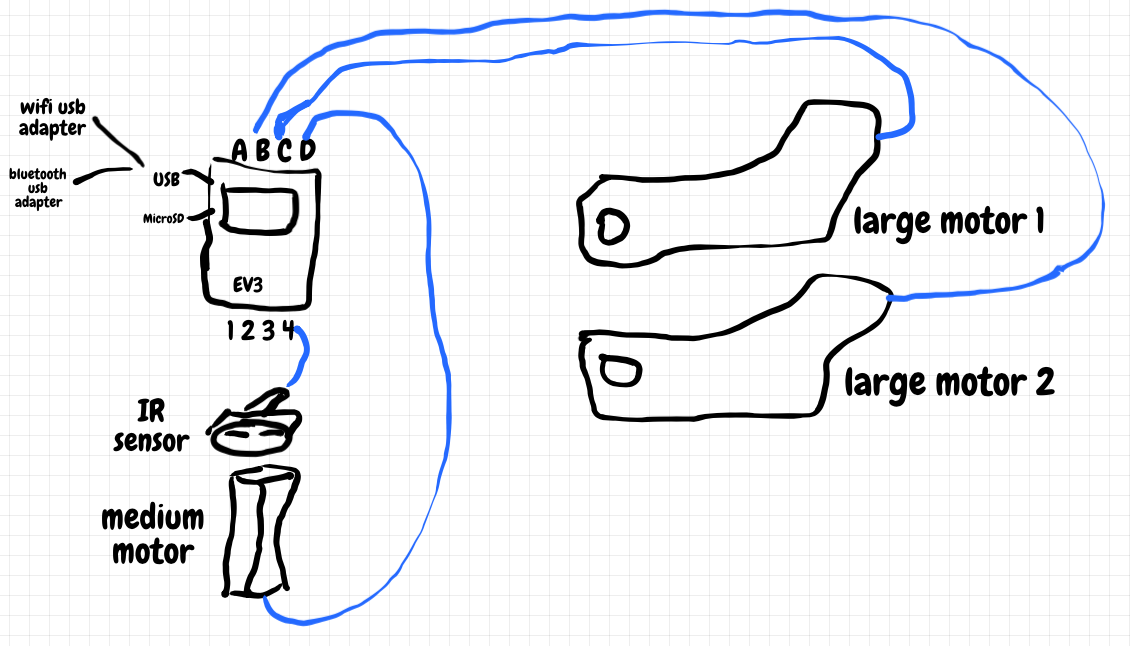 wifi usb
adapter
bluetooth
usb
adapter
A B C D
USB
MicroSD
EV3
1 2 3 4
IR
sensor
medium
motor
large motor 1
large motor 2